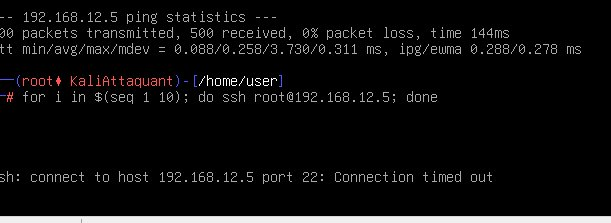 -- 192.168.12.5 ping statistics ---
00 packets transmitted, 500 received, 0% packet loss, time 144ms
tt min/avg/max/mdev = 0.088/0.258/3.730/0.311 ms, ipg/ewma 0.288/0.278 ms
(root♦ KaliAttaquant)-[/home/user]
# for i in $(seq 1 10); do ssh root@192.168.12.5; done
sh: connect to host 192.168.12.5 port 22: Connection timed out